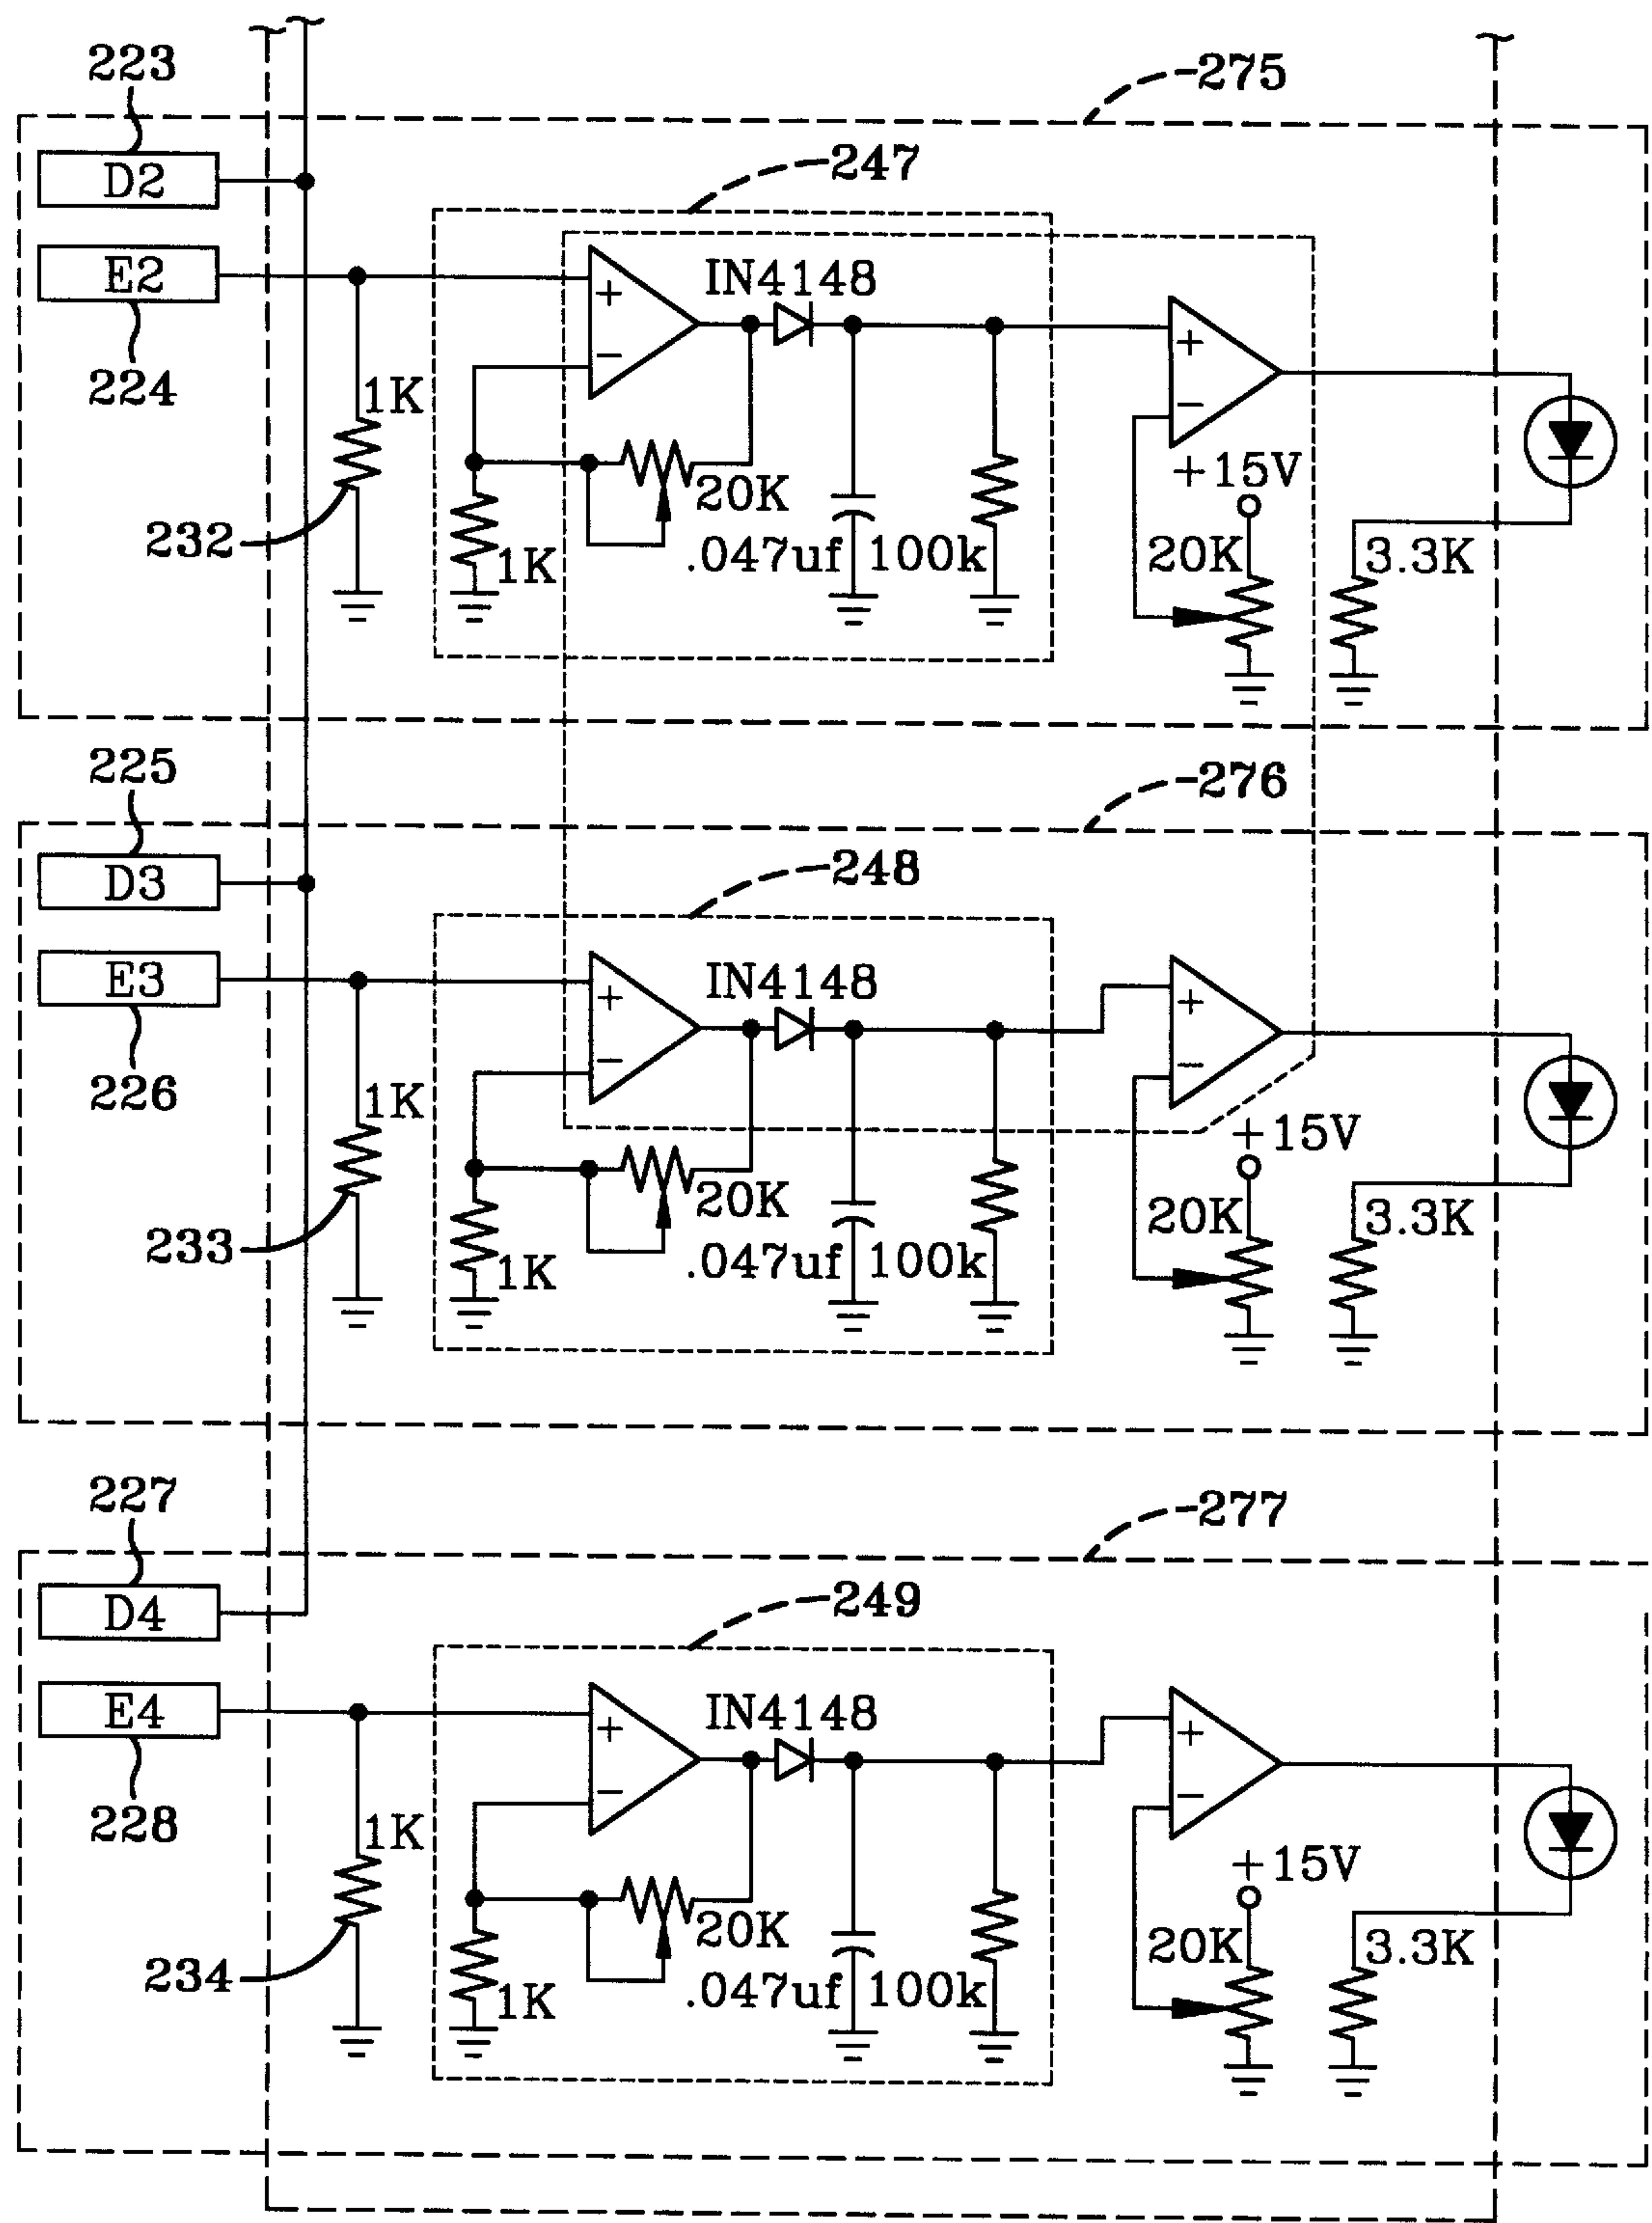 223
275
D2
247
E2
IN4148
+
+
−
224
1K
−
+15V
20K
232
1K
.047uf
100k
20K
3.3K
225
276
D3
248
E3
IN4148
+
+
−
−
226
1K
+15V
20K
20K
3.3K
233
1K
.047uf
100k
227
277
D4
249
E4
IN4148
+
+
−
−
228
1K
+15V
20K
20K
3.3K
234
1K
.047uf
100k